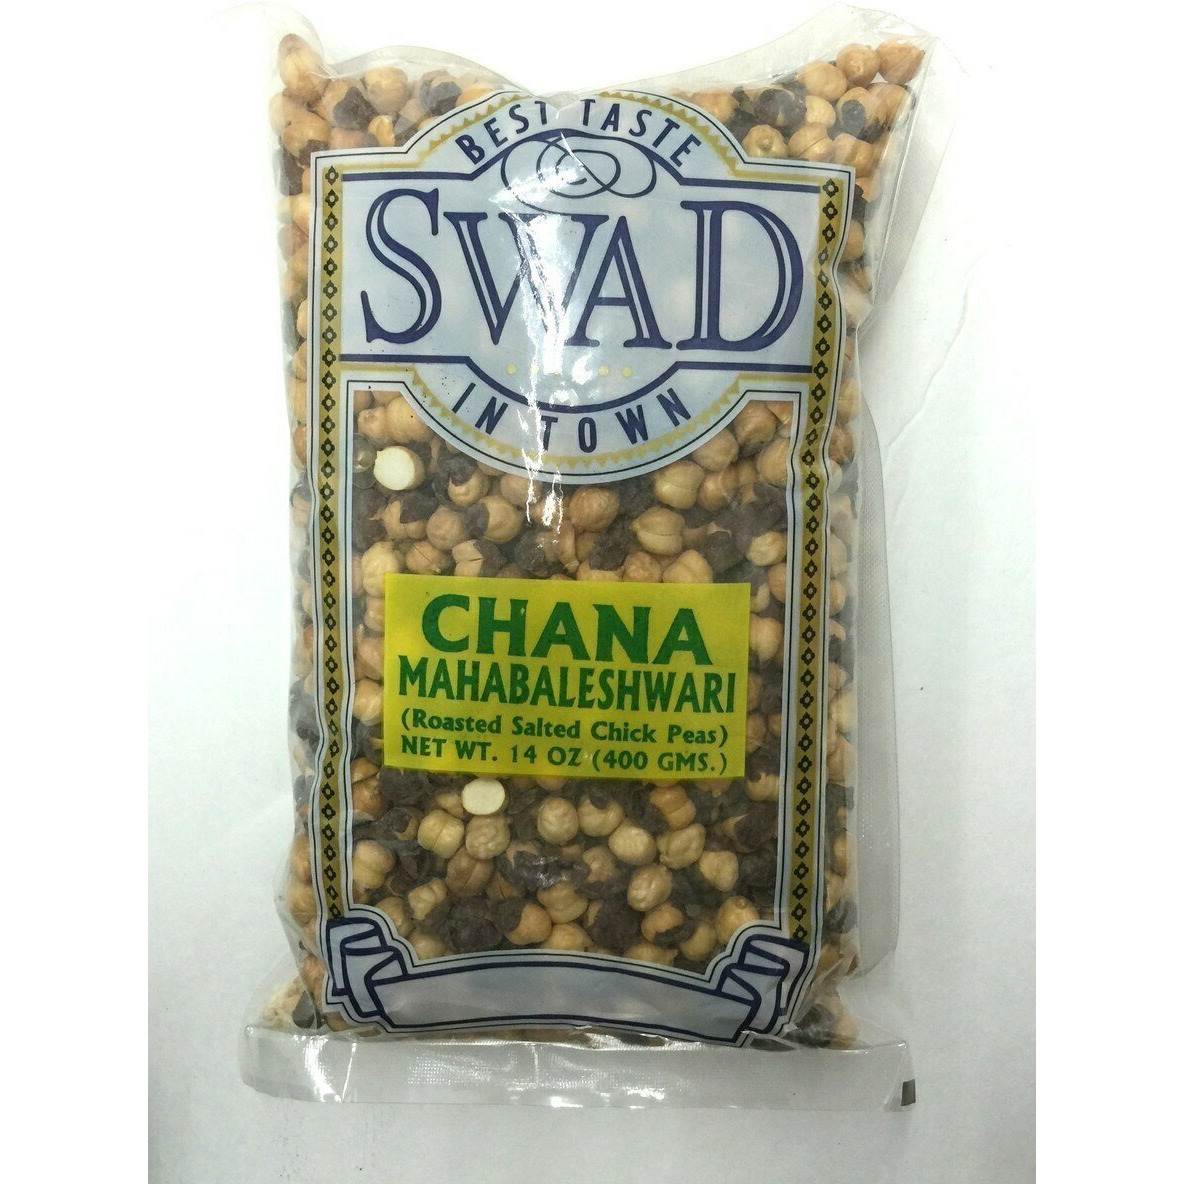 BEST TASTE
SWAD
IN TOWN
CHANA
MAHABALESHWARI
(Roasted Salted Chick Peas)
NET WT. 14 OZ (400 GMS.)